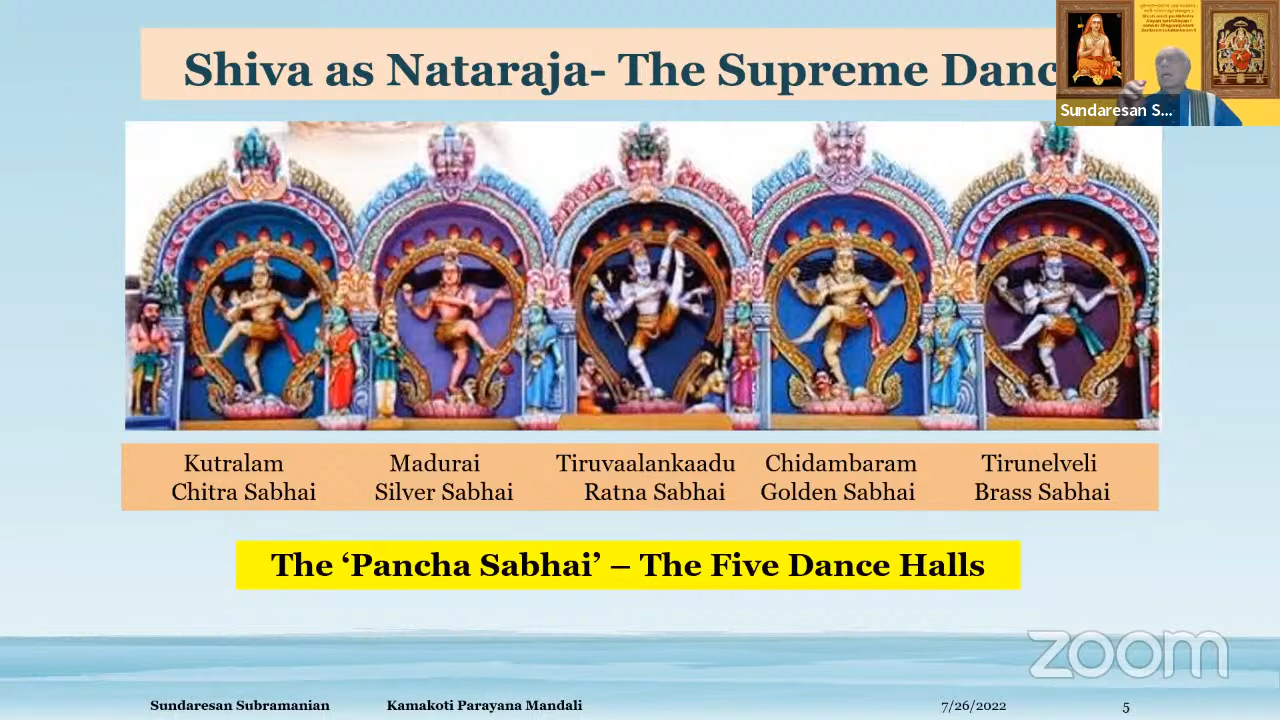 Shiva as Nataraja- The Supreme Danc
Sundaresan S...
Kutralam
Chitra Sabhai
Madurai
Silver Sabhai
Tiruvaalankaadu
Ratna Sabhai
Chidambaram
Golden Sabhai
Tirunelveli
Brass Sabhai
The ‘Pancha Sabhai’ – The Five Dance Halls
zoom
Sundaresan Subramanian
Kamakoti Parayana Mandali
7/26/2022
5